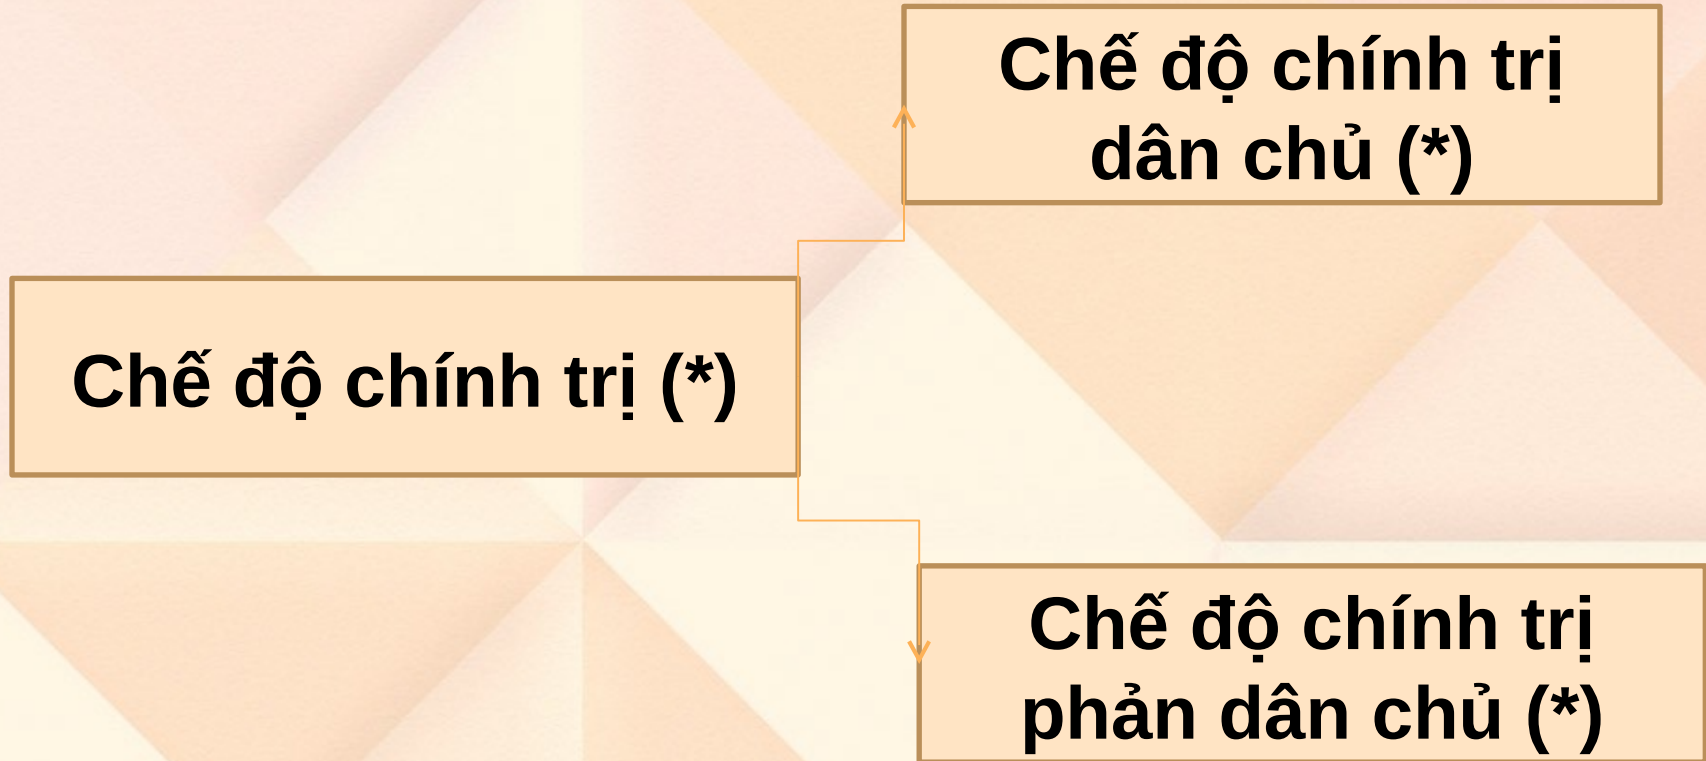 Chế độ chính trị
dân chủ (*)
Chế độ chính trị (*)
Chế độ chính trị
phản dân chủ (*)